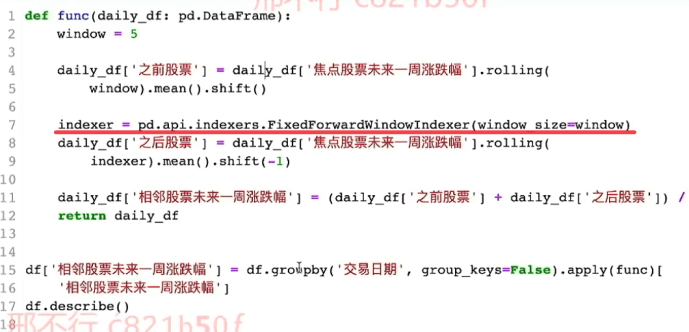 邢不行 c821b50f
1 def func(daily_df: pd.DataFrame):
2 window = 5
3
4 daily_df['之前股票'] = daily_df['焦点股票未来一周涨跌幅'].rolling(
5 window).mean().shift()
6
7 indexer = pd.api.indexers.FixedForwardWindowIndexer(window_size=window)
8 daily_df['之后股票'] = daily_df['焦点股票未来一周涨跌幅'].rolling(
9 indexer).mean().shift(-1)
10
11 daily_df['相邻股票未来一周涨跌幅'] = (daily_df['之前股票'] + daily_df['之后股票']) /
12 return daily_df
13
14
15 df['相邻股票未来一周涨跌幅'] = df.groupby('交易日期', group_keys=False).apply(func)[
16 '相邻股票未来一周涨跌幅']
17 df.describe()
18
邢不行 c821b50f